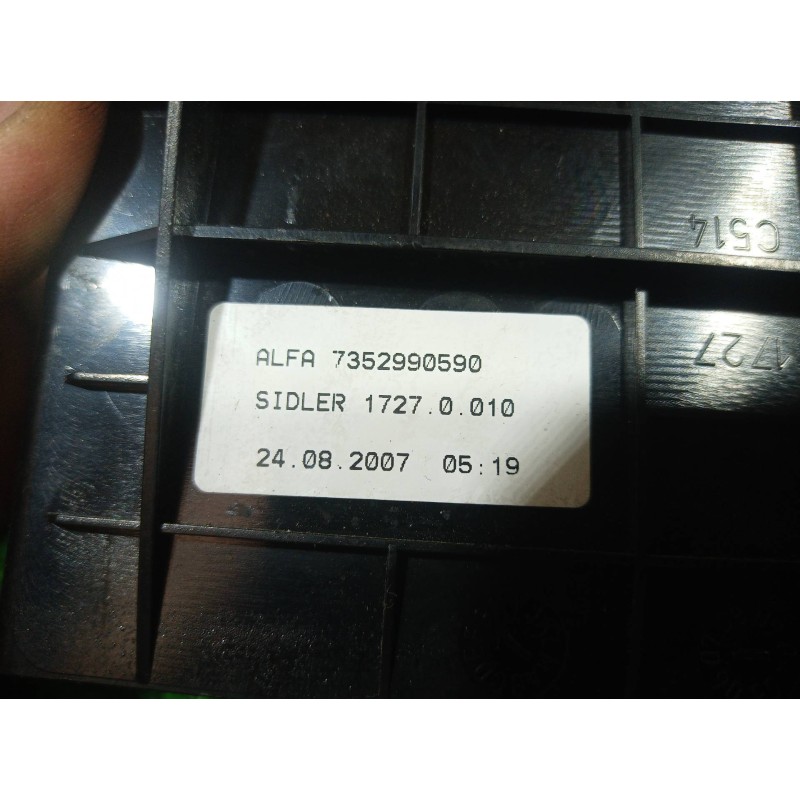 C514
1727
ALFA 7352990590
SIDLER 1727.0.010
24.08.2007 05:19